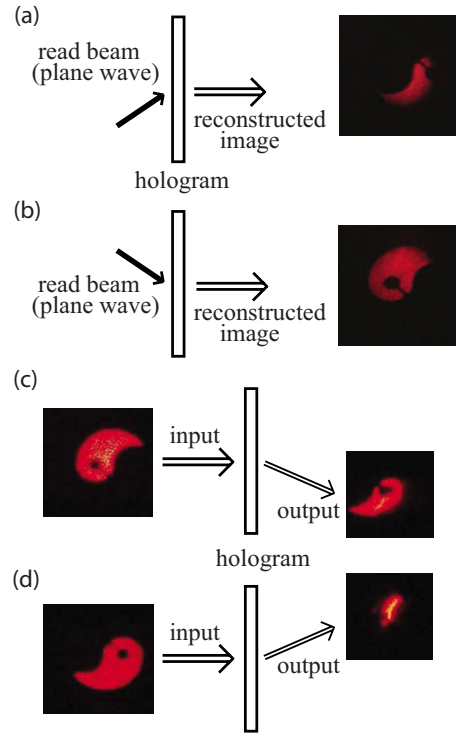 (a)
read beam
(plane wave)
reconstructed
image
hologram
(b)
read beam
(plane wave)
reconstructed
image
(c)
input
output
hologram
(d)
input
output